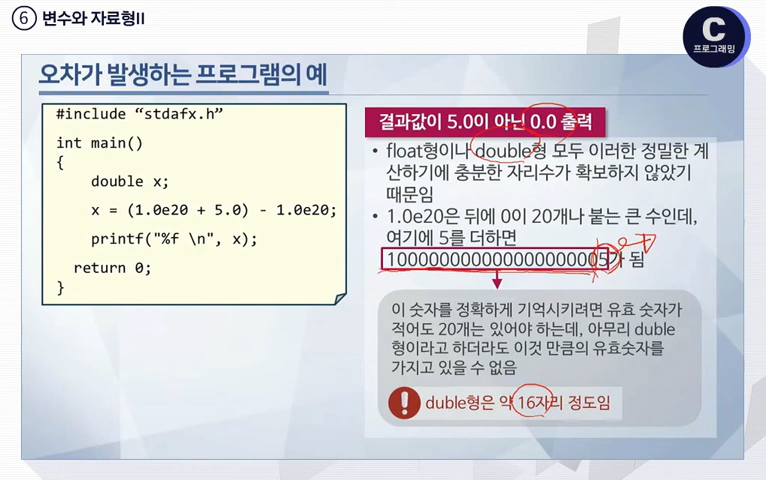 6 변수와 자료형II
C
프로그래밍
오차가 발생하는 프로그램의 예
#include “stdafx.h”
int main()
{
double x;
x = (1.0e20 + 5.0) - 1.0e20;
printf("%f \n", x);
return 0;
}
결과값이 5.0이 아닌 0.0 출력
• float형이나 double형 모두 이러한 정밀한 계
산하기에 충분한 자리수가 확보하지 않았기
때문임
• 1.0e20은 뒤에 0이 20개나 붙는 큰 수인데,
여기에 5를 더하면
100000000000000000005가 됨
이 숫자를 정확하게 기억시키려면 유효 숫자가
적어도 20개는 있어야 하는데, 아무리 duble
형이라고 하더라도 이것 만큼의 유효숫자를
가지고 있을 수 없음
! duble형은 약 16자리 정도임